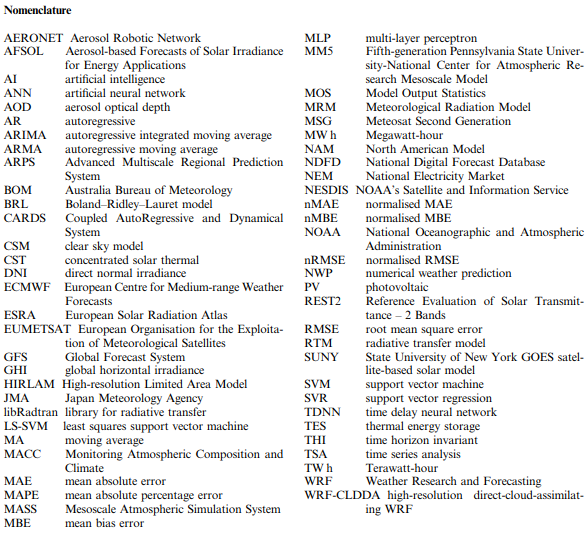 Nomenclature
AERONET Aerosol Robotic Network
AFSOL Aerosol-based Forecasts of Solar Irradiance
for Energy Applications
AI artificial intelligence
ANN artificial neural network
AOD aerosol optical depth
AR autoregressive
ARIMA autoregressive integrated moving average
ARMA autoregressive moving average
ARPS Advanced Multiscale Regional Prediction
System
BOM Australia Bureau of Meteorology
BRL Boland–Ridley–Lauret model
CARDS Coupled AutoRegressive and Dynamical
System
CSM clear sky model
CST concentrated solar thermal
DNI direct normal irradiance
ECMWF European Centre for Medium-range Weather
Forecasts
ESRA European Solar Radiation Atlas
EUMETSAT European Organisation for the Exploita-
tion of Meteorological Satellites
GFS Global Forecast System
GHI global horizontal irradiance
HIRLAM High-resolution Limited Area Model
JMA Japan Meteorology Agency
libRadtran library for radiative transfer
LS-SVM least squares support vector machine
MA moving average
MACC Monitoring Atmospheric Composition and
Climate
MAE mean absolute error
MAPE mean absolute percentage error
MASS Mesoscale Atmospheric Simulation System
MBE mean bias error
MLP multi-layer perceptron
MM5 Fifth-generation Pennsylvania State Univer-
sity-National Center for Atmospheric Re-
search Mesoscale Model
MOS Model Output Statistics
MRM Meteorological Radiation Model
MSG Meteosat Second Generation
MW h Megawatt-hour
NAM North American Model
NDFD National Digital Forecast Database
NEM National Electricity Market
NESDIS NOAA's Satellite and Information Service
nMAE normalised MAE
nMBE normalised MBE
NOAA National Oceanographic and Atmospheric
Administration
nRMSE normalised RMSE
NWP numerical weather prediction
PV photovoltaic
REST2 Reference Evaluation of Solar Transmit-
tance – 2 Bands
RMSE root mean square error
RTM radiative transfer model
SUNY State University of New York GOES satel-
lite-based solar model
SVM support vector machine
SVR support vector regression
TDNN time delay neural network
TES thermal energy storage
THI time horizon invariant
TSA time series analysis
TW h Terawatt-hour
WRF Weather Research and Forecasting
WRF-CLDDA high-resolution direct-cloud-assimilat-
ing WRF